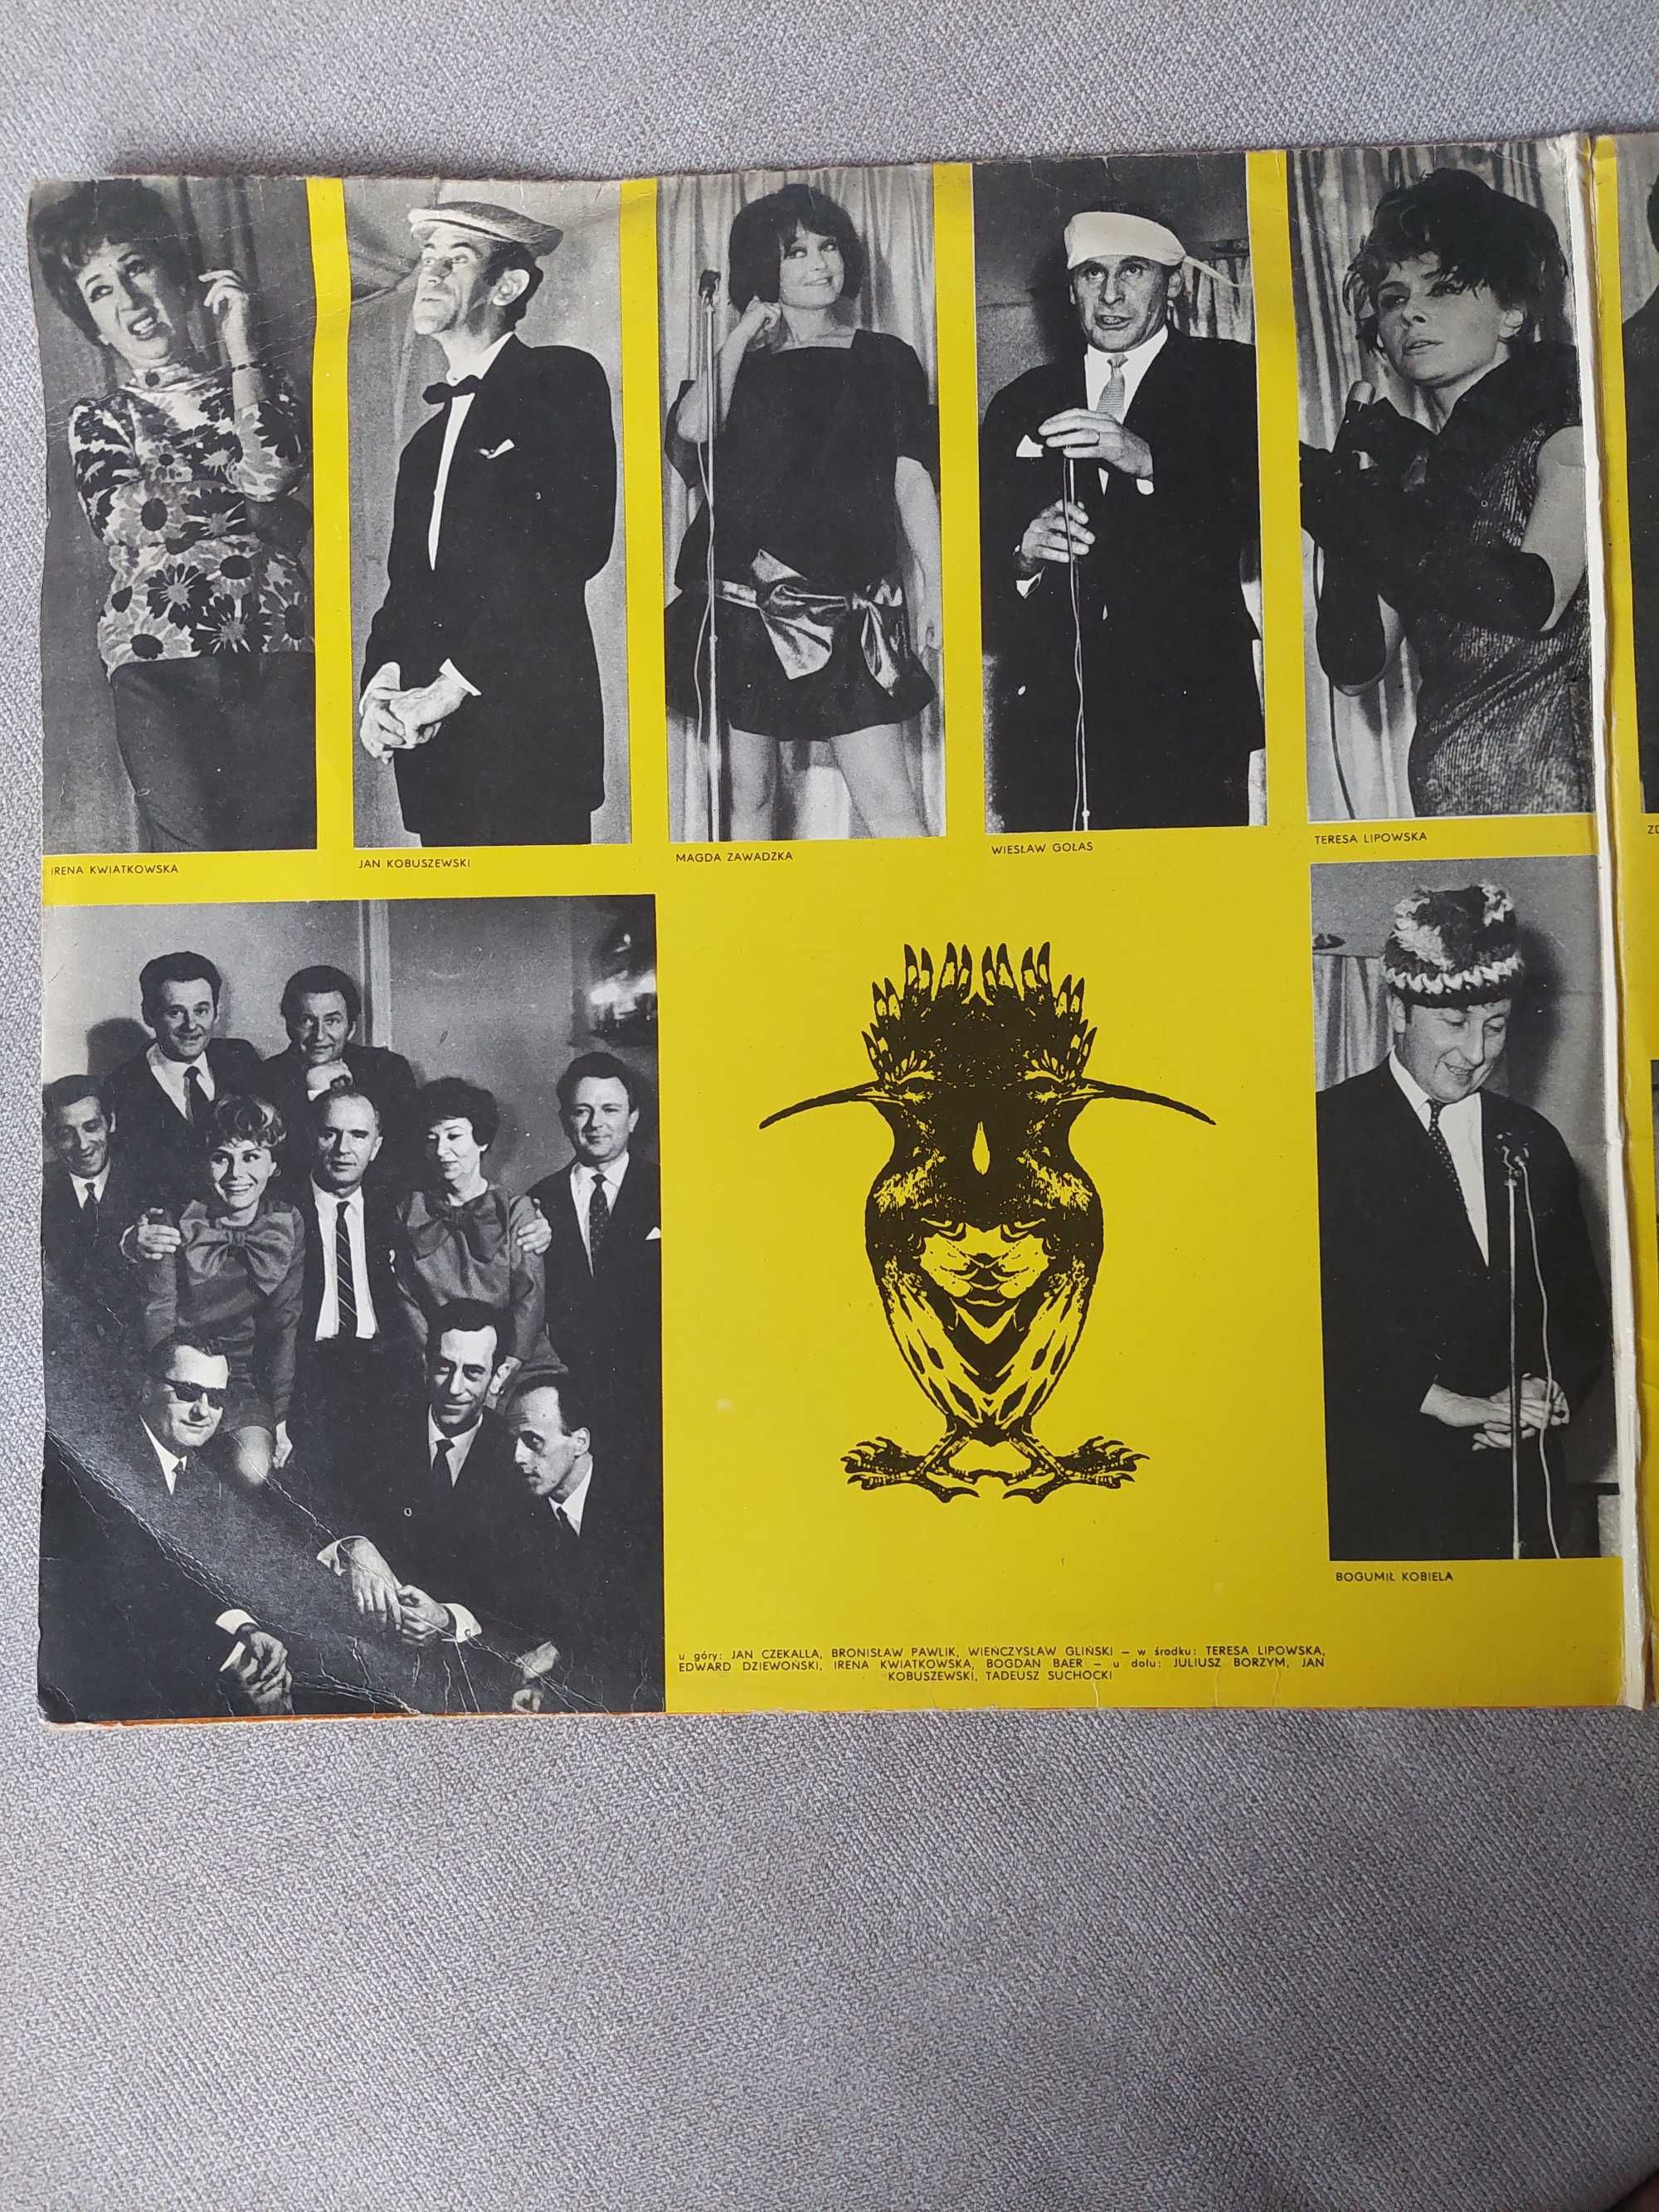 IRENA KWIATKOWSKA
JAN KOBUSZEWSKI
MAGDA ZAWADZKA
WIESŁAW GOŁAS
TERESA LIPOWSKA
BOGUMIŁ KOBIELA
u góry: JAN CZEKALLA, BRONISŁAW PAWLIK, WIEŃCZYSŁAW GLIŃSKI — w środku: TERESA LIPOWSKA,
EDWARD DZIEWOŃSKI, IRENA KWIATKOWSKA, BOGDAN BAER — u dołu: JULIUSZ BORZYM, JAN
KOBUSZEWSKI, TADEUSZ SUCHOCKI